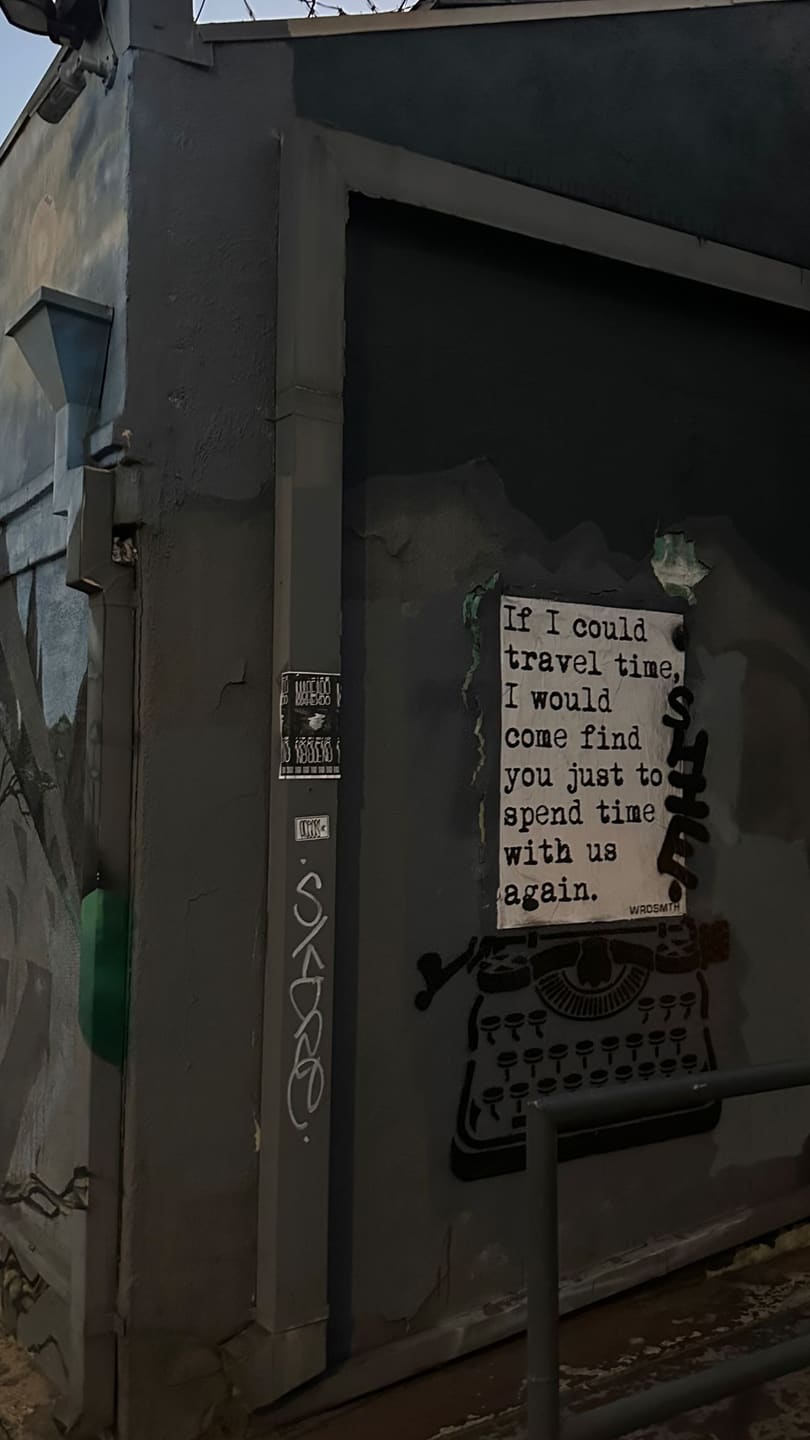 If I could
travel time,
I would
come find
you just to
spend time
with us
again.
WRDSMTH